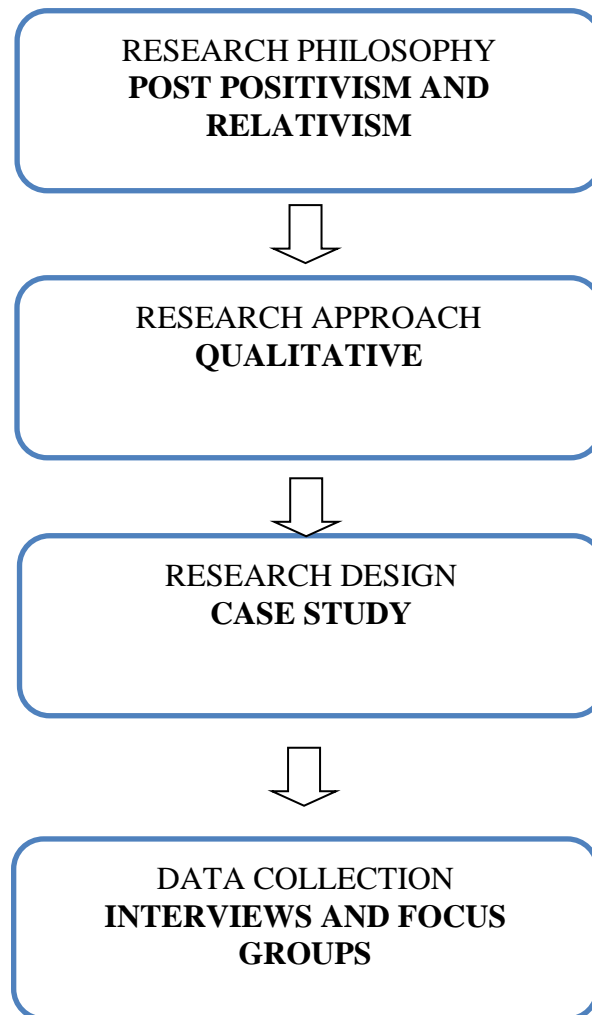 RESEARCH PHILOSOPHY
POST POSITIVISM AND
RELATIVISM
RESEARCH APPROACH
QUALITATIVE
RESEARCH DESIGN
CASE STUDY
DATA COLLECTION
INTERVIEWS AND FOCUS
GROUPS